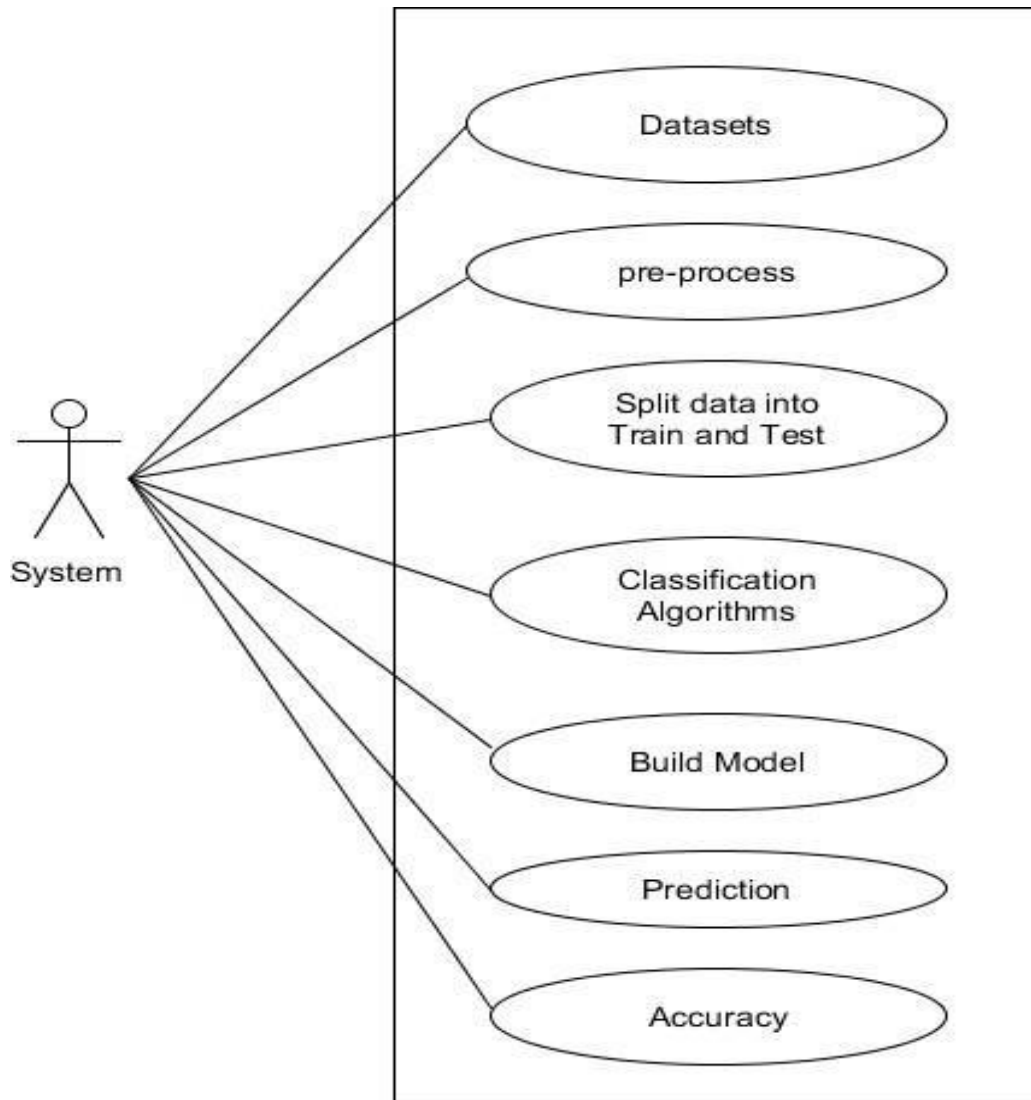 Datasets
pre-process
Split data into
Train and Test
System
Classification
Algorithms
Build Model
Prediction
Accuracy